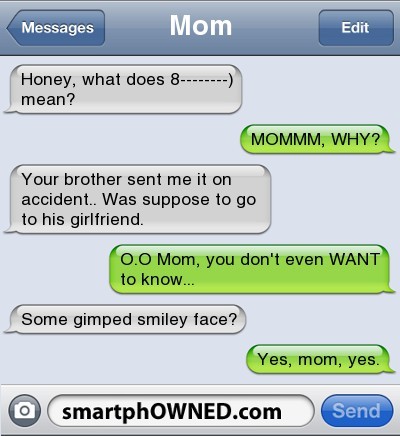 Messages
Mom
Edit
Honey, what does 8--------)
mean?
MOMMM, WHY?
Your brother sent me it on
accident.. Was suppose to go
to his girlfriend.
O.O Mom, you don't even WANT
to know...
Some gimped smiley face?
Yes, mom, yes.
smartphOWNED.com
Send